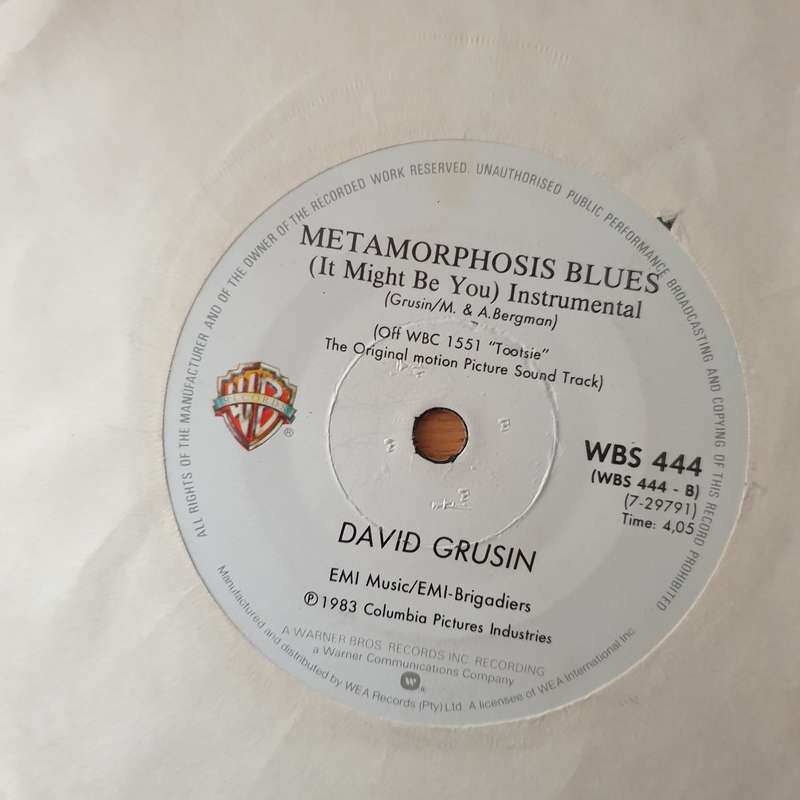 ALL RIGHTS OF THE MANUFACTURER AND OF THE OWNER OF THE RECORDED WORK RESERVED. UNAUTHORISED PUBLIC PERFORMANCE BROADCASTING AND COPYING OF THIS RECORD PROHIBITED
METAMORPHOSIS BLUES
(It Might Be You) Instrumental
(Grusin/M. & A.Bergman)
(Off WBC 1551 "Tootsie"
The Original motion Picture Sound Track)
WB
RECORDS
®
WBS 444
(WBS 444 - B)
(7-29791)
Time: 4,05
DAVID GRUSIN
EMI Music/EMI-Brigadiers
℗ 1983 Columbia Pictures Industries
A WARNER BROS. RECORDS INC. RECORDING
a Warner Communications Company
W®
Manufactured and distributed by WEA Records (Pty) Ltd. A licensee of WEA International Inc.